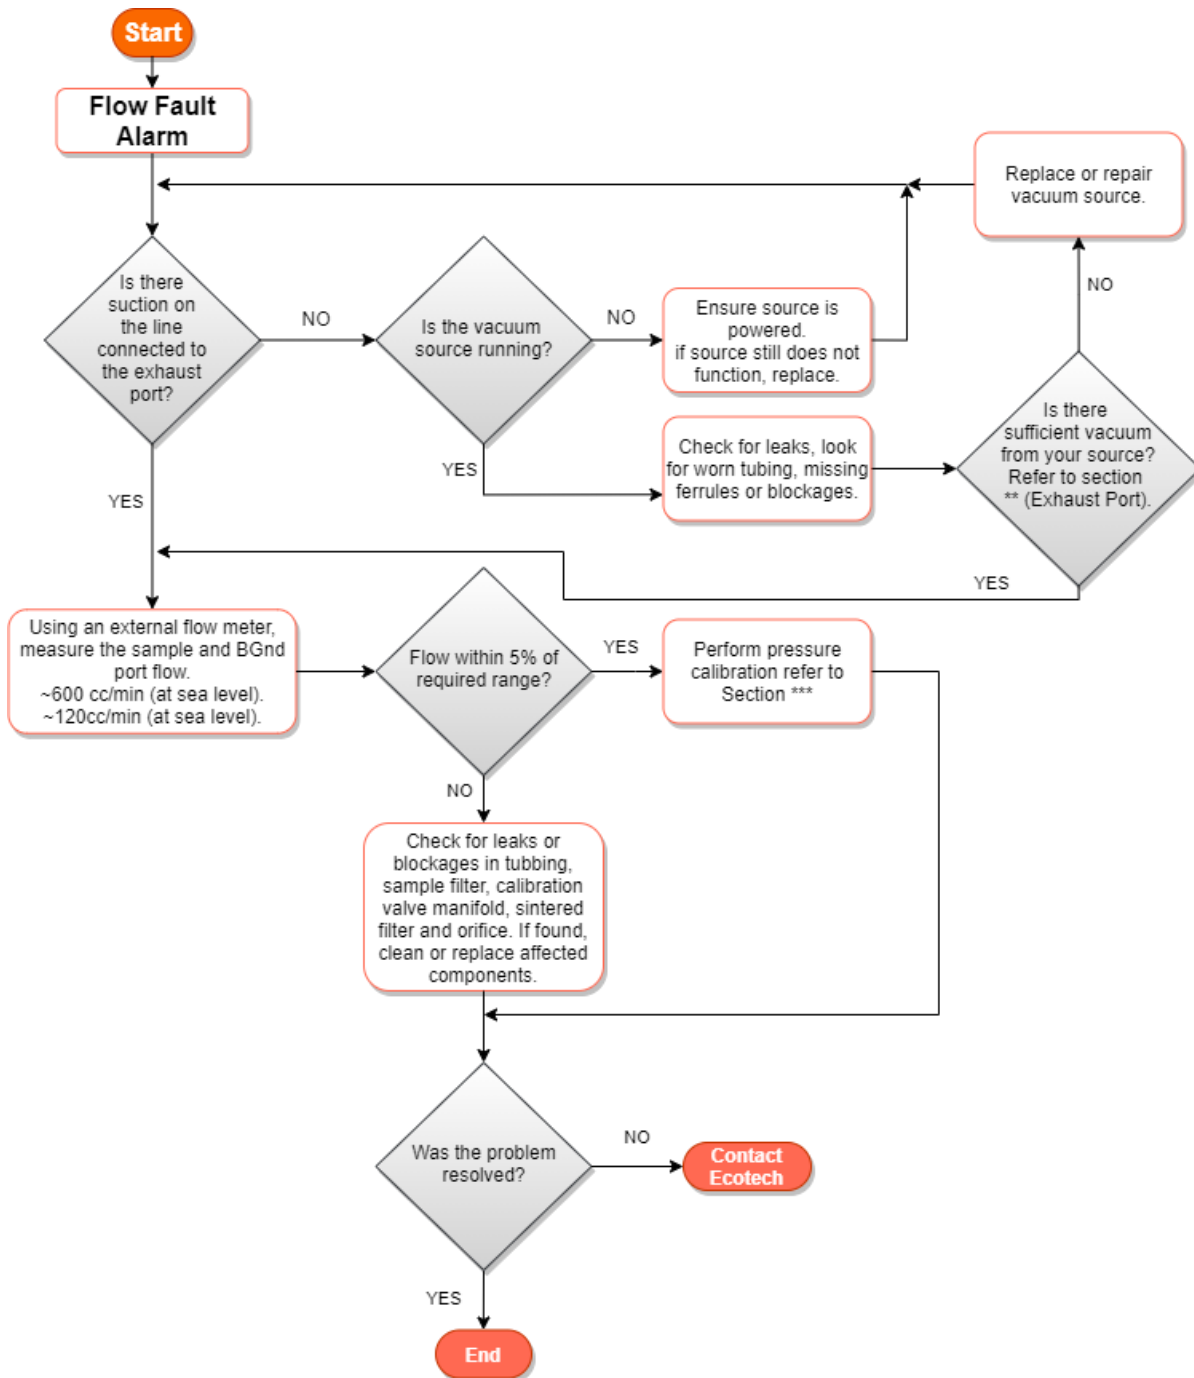 Start
Flow Fault
Alarm
Replace or repair
vacuum source.
Is there
suction on
the line
connected to
the exhaust
port?
NO
Is the vacuum
source running?
NO
Ensure source is
powered.
if source still does not
function, replace.
NO
Is there
sufficient vacuum
from your source?
Refer to section
** (Exhaust Port).
YES
Check for leaks, look
for worn tubing, missing
ferrules or blockages.
YES
YES
Using an external flow meter,
measure the sample and BGnd
port flow.
~600 cc/min (at sea level).
~120cc/min (at sea level).
Flow within 5% of
required range?
YES
Perform pressure
calibration refer to
Section ***
NO
Check for leaks or
blockages in tubbing,
sample filter, calibration
valve manifold, sintered
filter and orifice. If found,
clean or replace affected
components.
Was the problem
resolved?
NO
Contact
Ecotech
YES
End